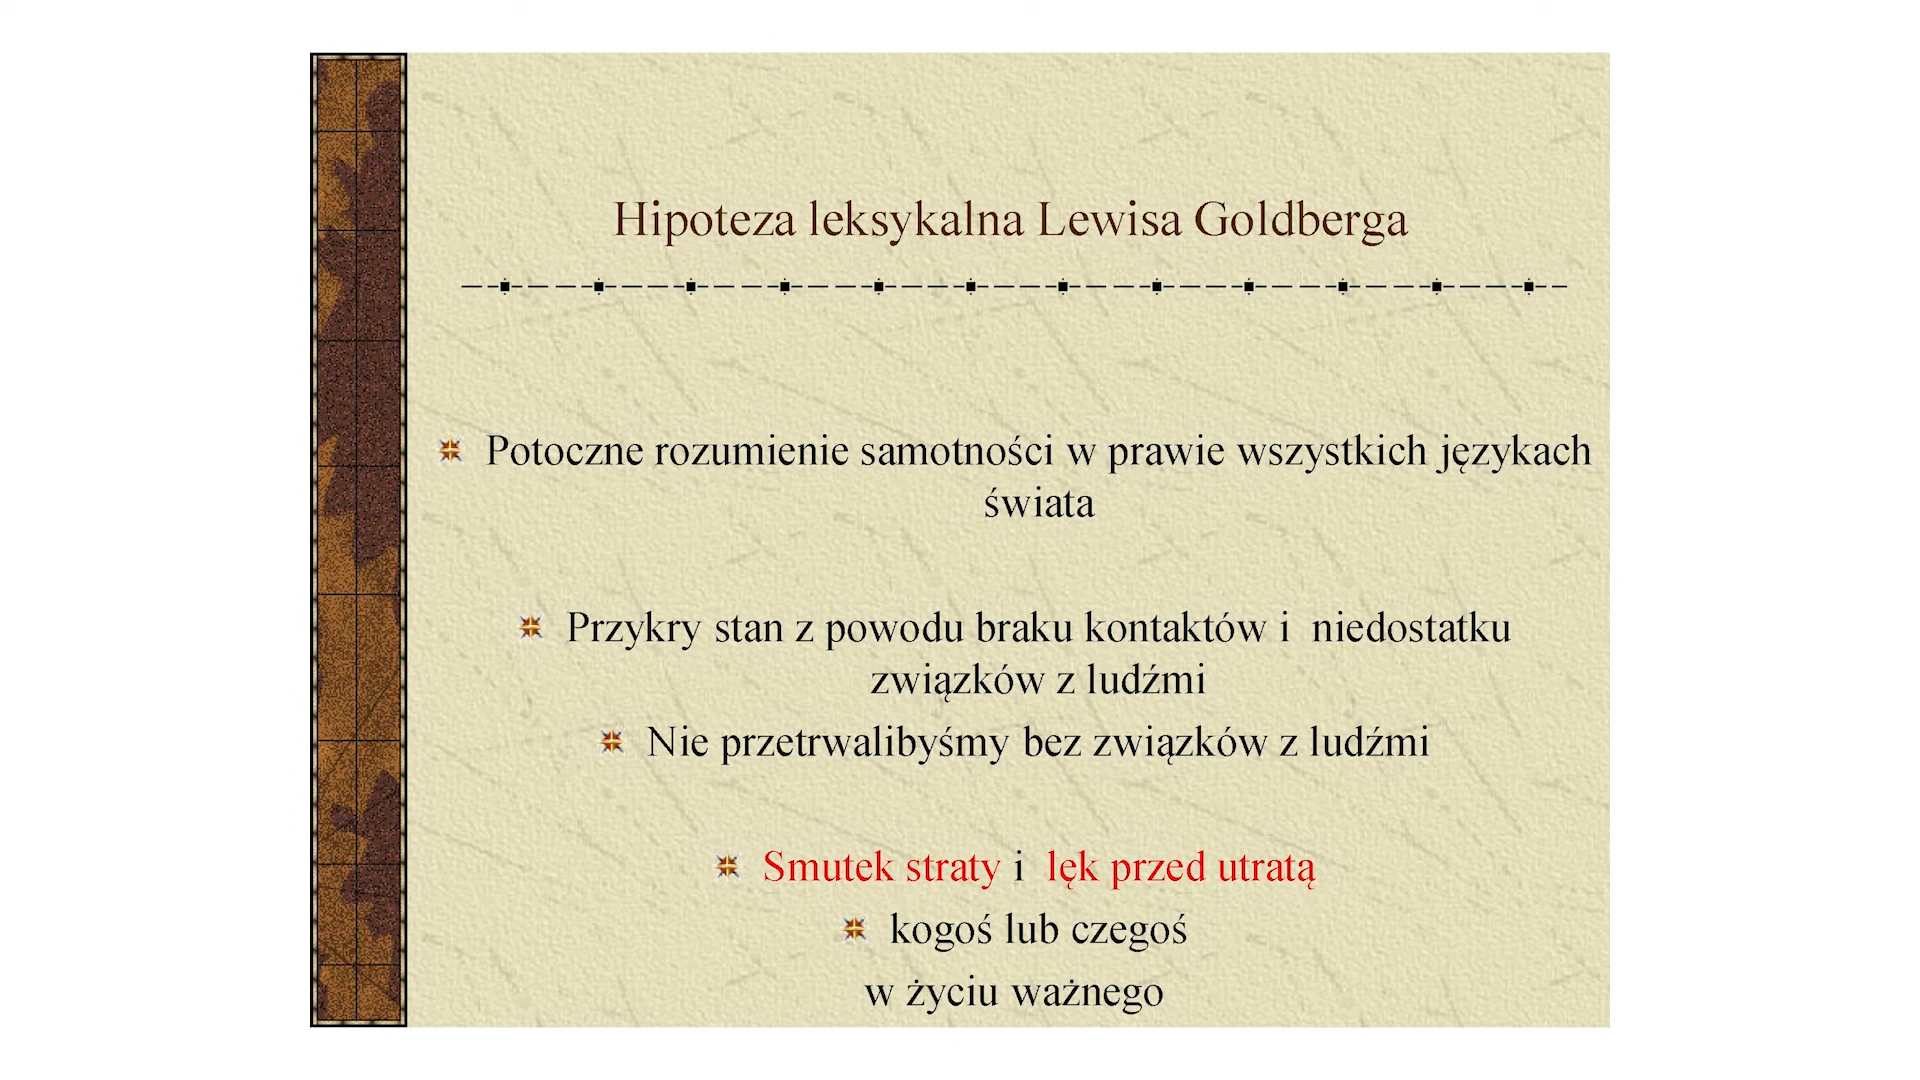 Hipoteza leksykalna Lewisa Goldberga
Potoczne rozumienie samotności w prawie wszystkich językach
świata
Przykry stan z powodu braku kontaktów i niedostatku
związków z ludźmi
Nie przetrwalibyśmy bez związków z ludźmi
Smutek straty i lęk przed utratą
kogoś lub czegoś
w życiu ważnego